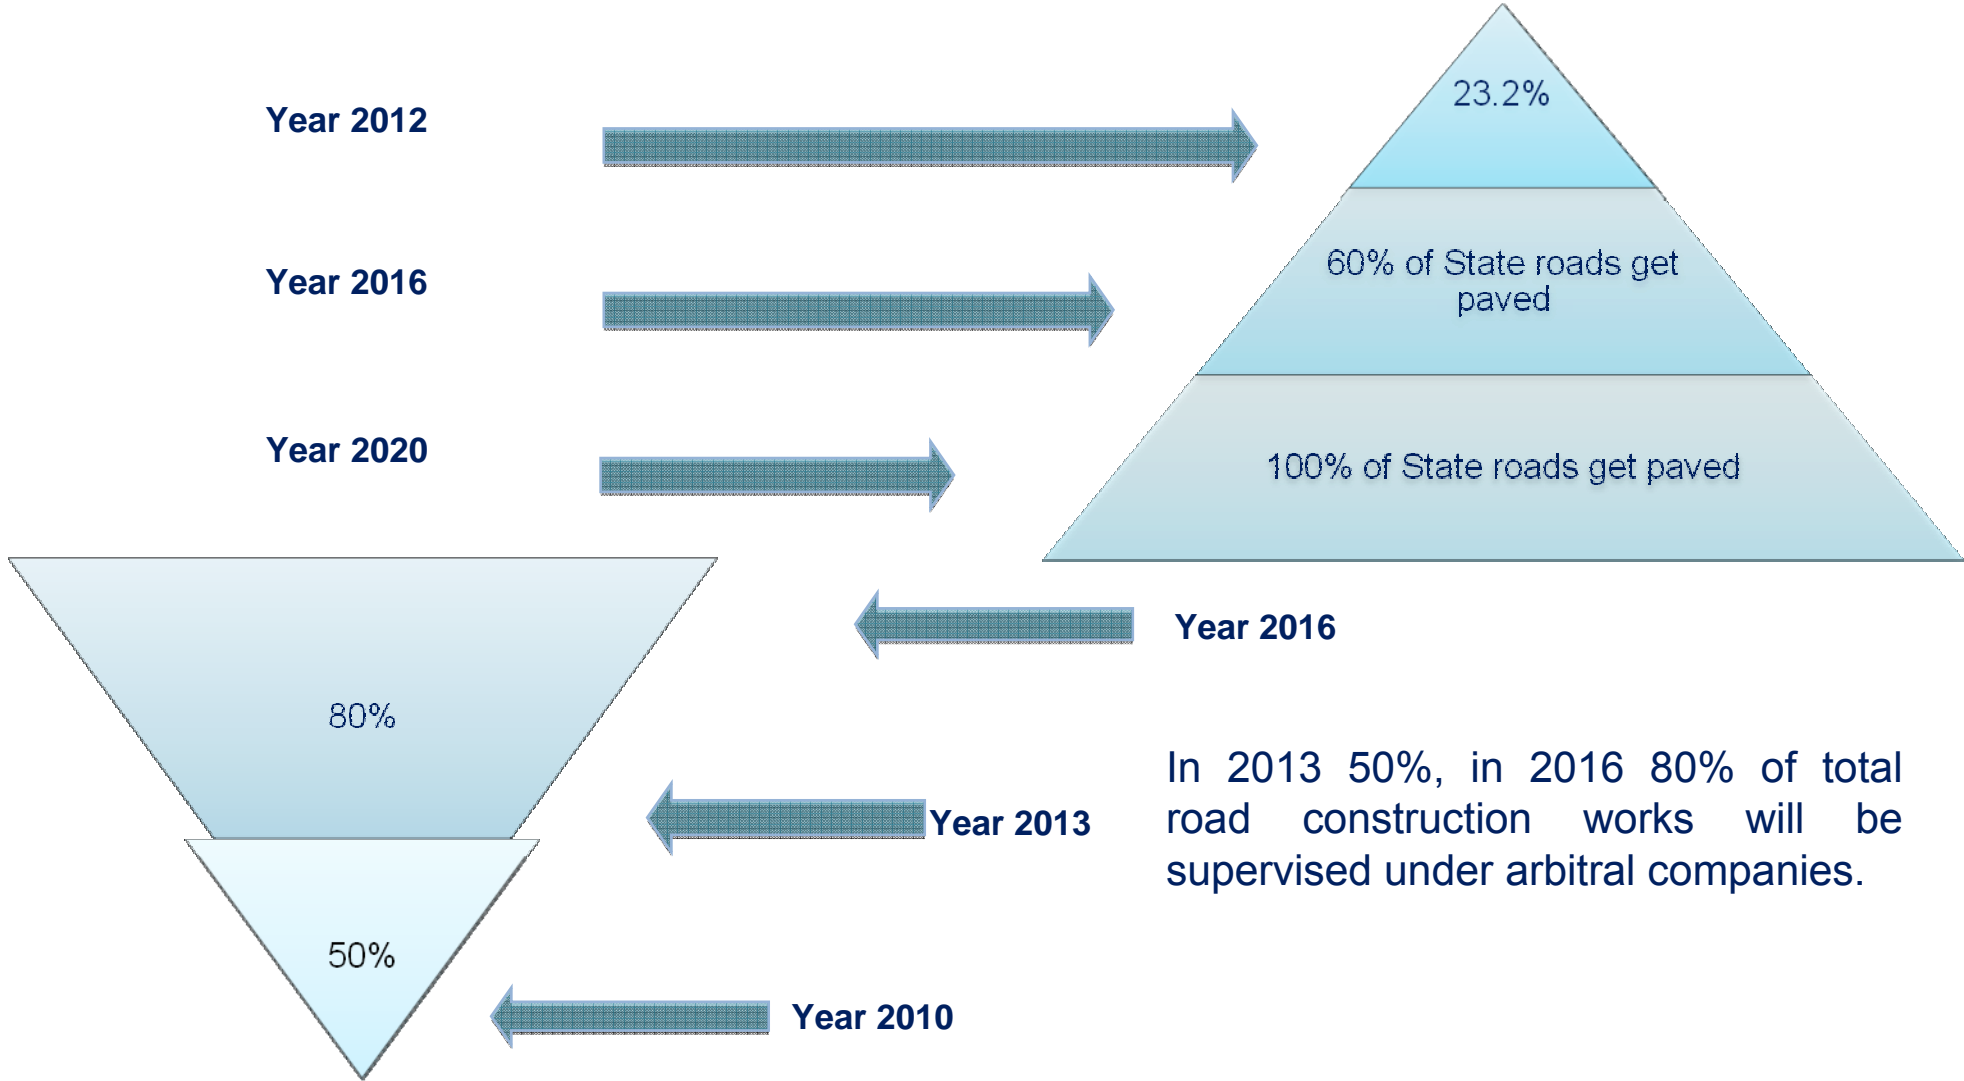 Year 2012
23.2%
Year 2016
60% of State roads get
paved
Year 2020
100% of State roads get paved
Year 2016
80%
Year 2013
In 2013 50%, in 2016 80% of total
road construction works will be
supervised under arbitral companies.
50%
Year 2010